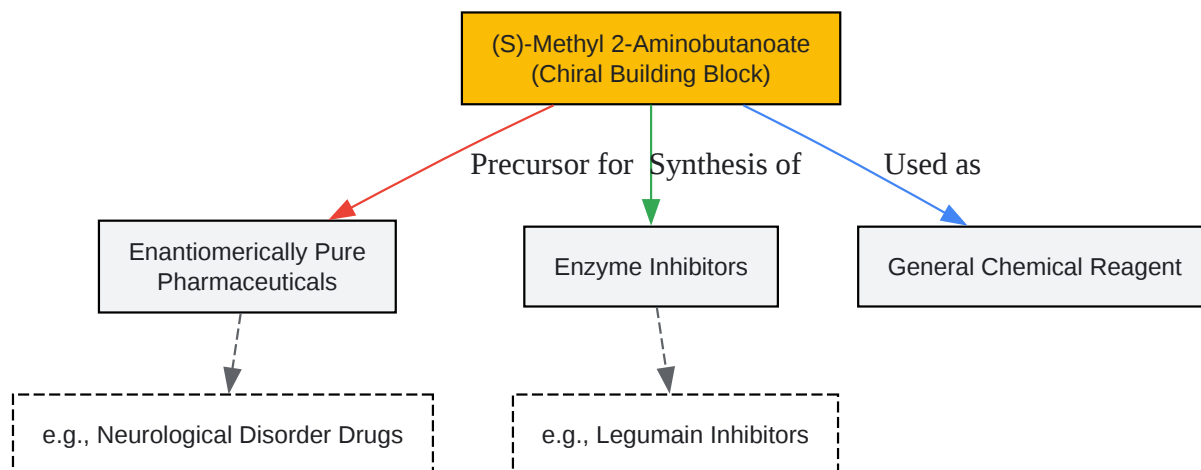 (S)-Methyl 2-Aminobutanoate
(Chiral Building Block)
Precursor for
Synthesis of
Used as
Enantiomerically Pure
Pharmaceuticals
Enzyme Inhibitors
General Chemical Reagent
e.g., Neurological Disorder Drugs
e.g., Legumain Inhibitors